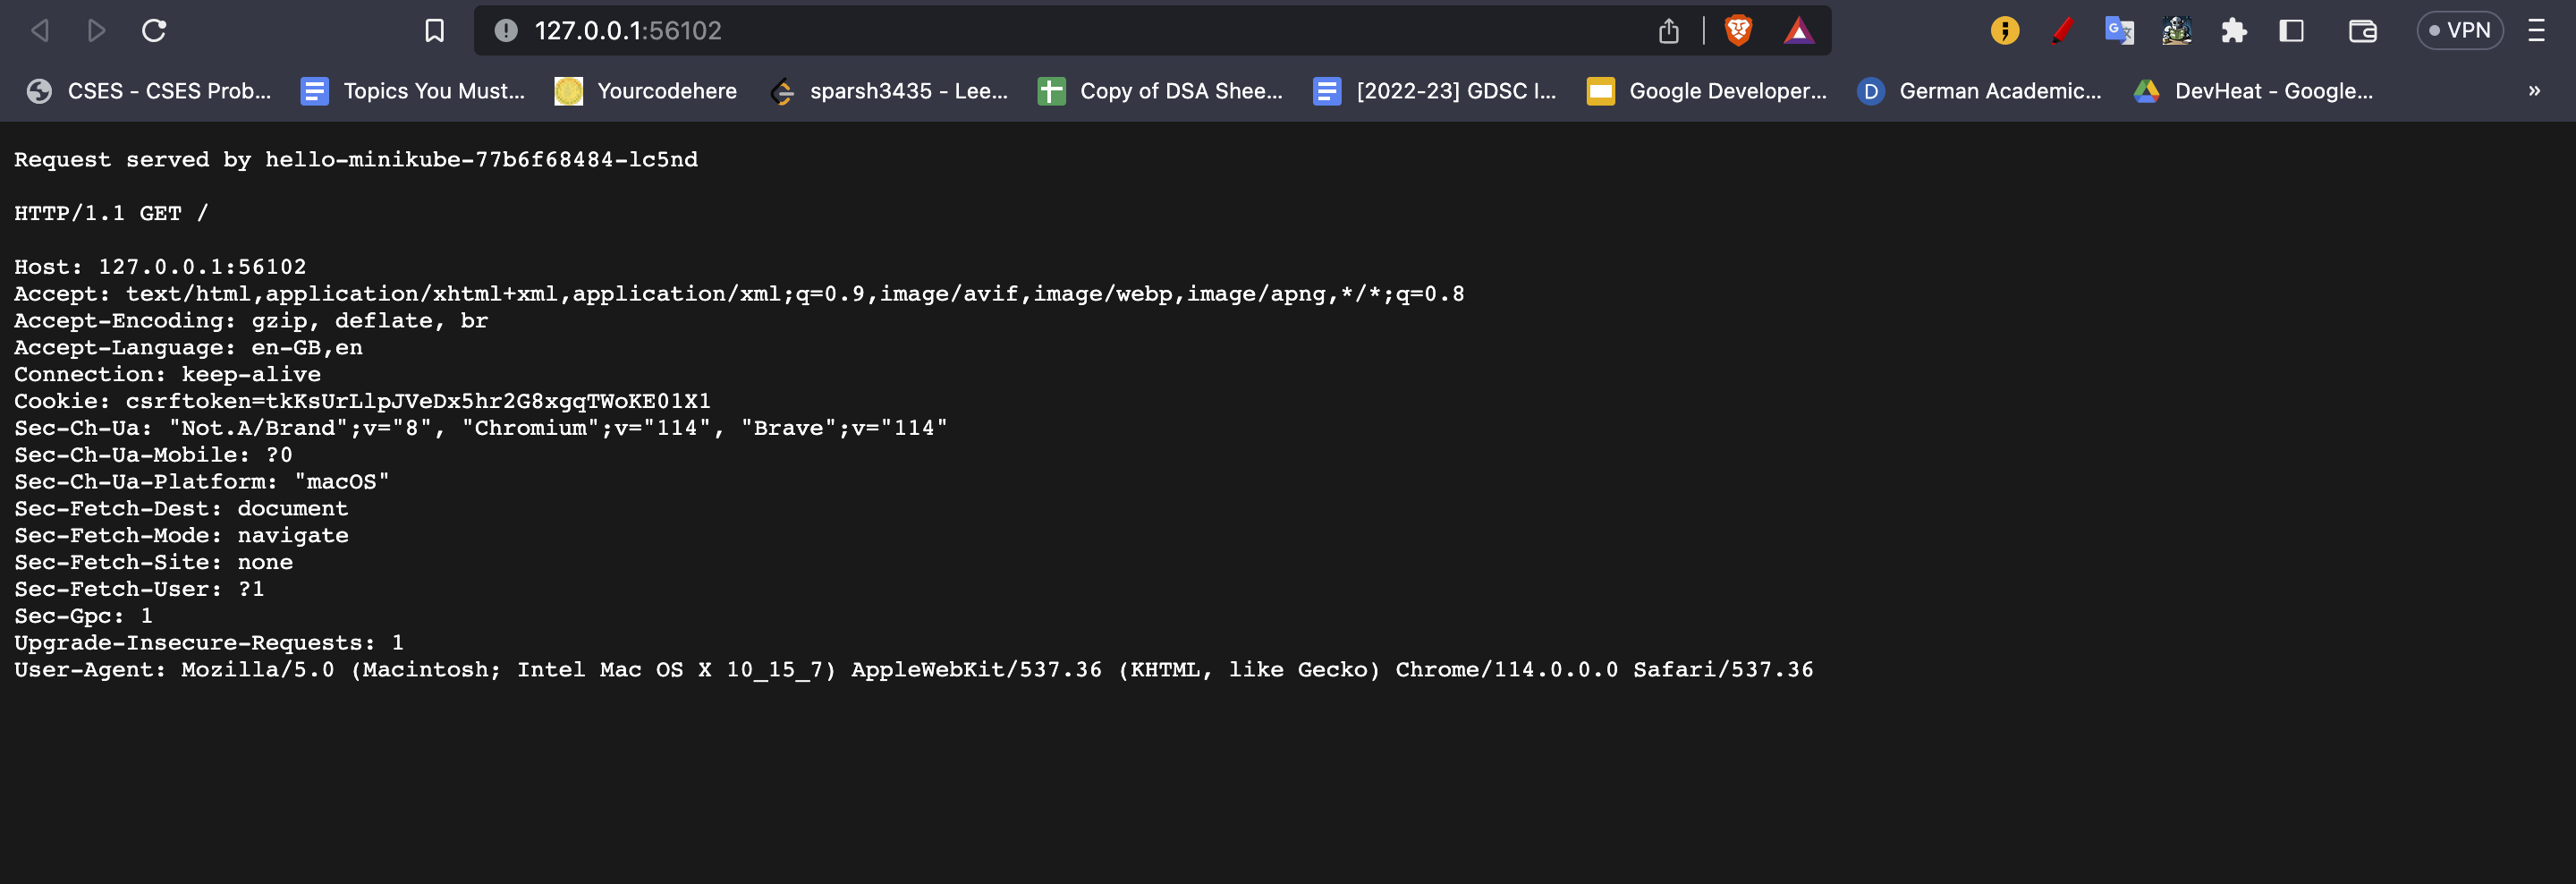 127.0.0.1:56102
VPN
CSES - CSES Prob...
Topics You Must...
Yourcodehere
sparsh3435 - Lee...
Copy of DSA Shee...
[2022-23] GDSC I...
Google Developer...
D
German Academic...
DevHeat - Google...
»
Request served by hello-minikube-77b6f68484-lc5nd
HTTP/1.1 GET /
Host: 127.0.0.1:56102
Accept: text/html,application/xhtml+xml,application/xml;q=0.9,image/avif,image/webp,image/apng,*/*;q=0.8
Accept-Encoding: gzip, deflate, br
Accept-Language: en-GB,en
Connection: keep-alive
Cookie: csrftoken=tkKsUrLlpJVeDx5hr2G8xgqTWoKE01X1
Sec-Ch-Ua: "Not.A/Brand";v="8", "Chromium";v="114", "Brave";v="114"
Sec-Ch-Ua-Mobile: ?0
Sec-Ch-Ua-Platform: "macOS"
Sec-Fetch-Dest: document
Sec-Fetch-Mode: navigate
Sec-Fetch-Site: none
Sec-Fetch-User: ?1
Sec-Gpc: 1
Upgrade-Insecure-Requests: 1
User-Agent: Mozilla/5.0 (Macintosh; Intel Mac OS X 10_15_7) AppleWebKit/537.36 (KHTML, like Gecko) Chrome/114.0.0.0 Safari/537.36